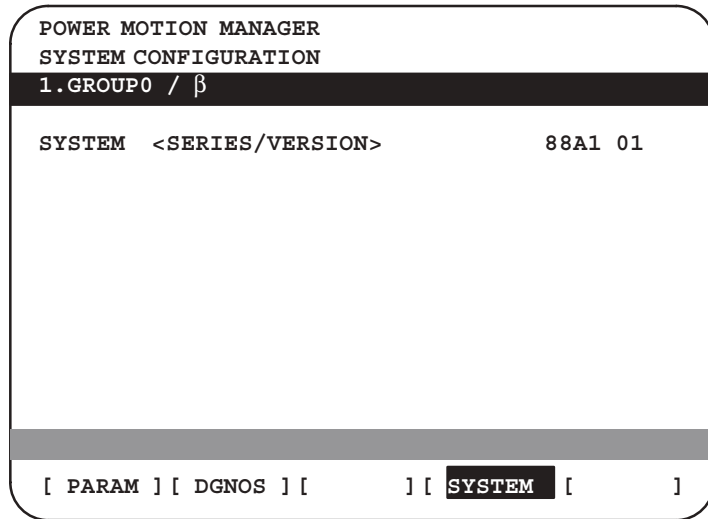 POWER MOTION MANAGER
SYSTEM CONFIGURATION
1.GROUP0 / β
SYSTEM <SERIES/VERSION> 88A1 01
[ PARAM ] [ DGNOS ] [ ] [ SYSTEM [ ]